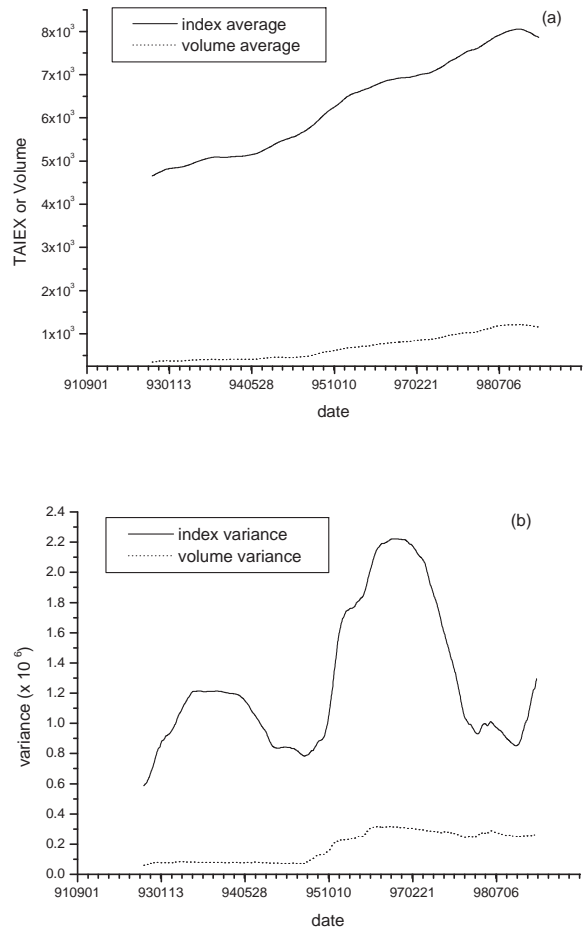 (a)
index average
volume average
8x10³
7x10³
6x10³
5x10³
4x10³
3x10³
2x10³
1x10³
TAIEX or Volume
910901 930113 940528 951010 970221 980706
date
(b)
index variance
volume variance
2.4
2.2
2.0
1.8
1.6
1.4
1.2
1.0
0.8
0.6
0.4
0.2
0.0
variance (x 10 ⁶)
910901 930113 940528 951010 970221 980706
date